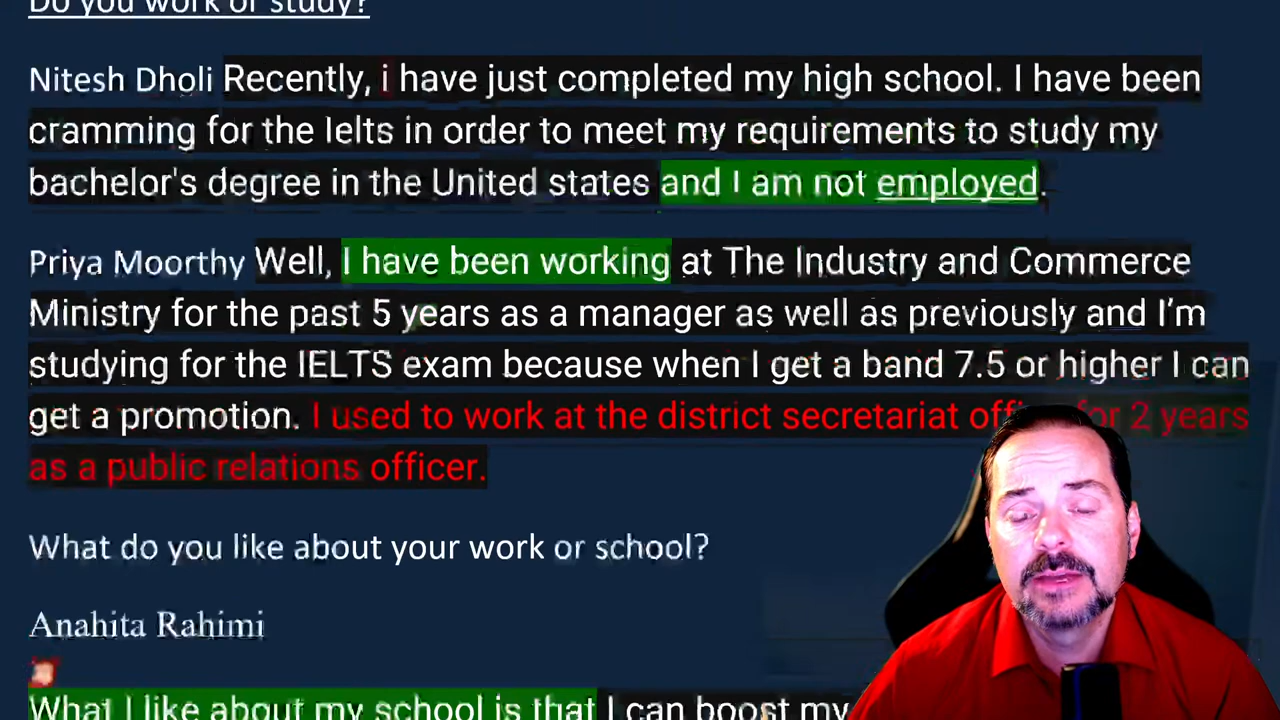 Do you work or study?
Nitesh Dholi Recently, i have just completed my high school. I have been
cramming for the Ielts in order to meet my requirements to study my
bachelor's degree in the United states and I am not employed.
Priya Moorthy Well, I have been working at The Industry and Commerce
Ministry for the past 5 years as a manager as well as previously and I'm
studying for the IELTS exam because when I get a band 7.5 or higher I can
get a promotion. I used to work at the district secretariat for 2 years
as a public relations officer.
What do you like about your work or school?
Anahita Rahimi
What I like about my school is that I can boost my